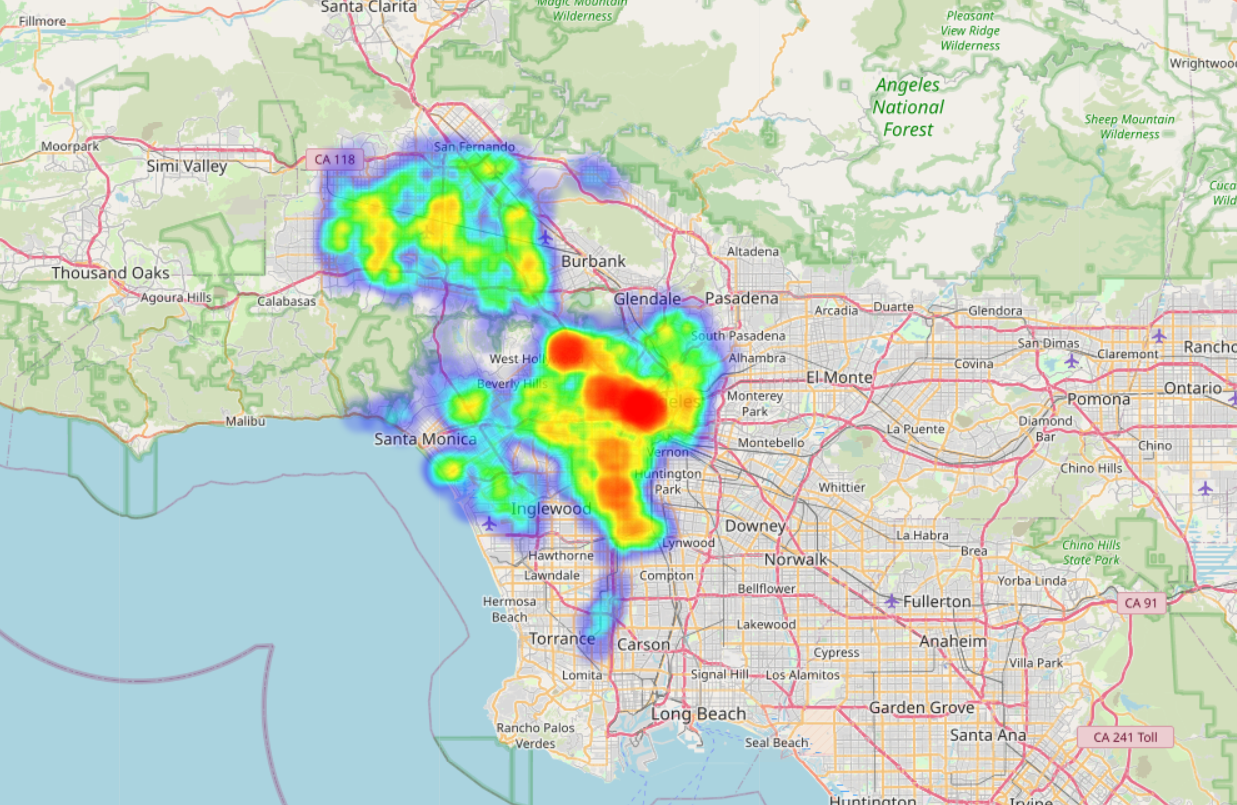 Santa Clarita
Magic Mountain
Wilderness
Fillmore
Pleasant
View Ridge
Wilderness
Wrightwood
Angeles
National
Forest
Sheep Mountain
Wilderness
Moorpark
CA 118
San Fernando
Simi Valley
Cuca
Wild
Altadena
Burbank
Thousand Oaks
Agoura Hills
Calabasas
Glendale
Pasadena
Arcadia
Duarte
Glendora
South Pasadena
San Dimas
Claremont
Rancho
West Holl
Alhambra
Covina
Beverly Hills
El Monte
Ontario
Monterey
Park
Pomona
eles
Malibu
Diamond
Bar
La Puente
Santa Monica
Montebello
Chino
Vernon
Huntington
Park
Chino Hills
Whittier
Inglewood
Downey
La Habra
Lynwood
Brea
Chino Hills
State Park
Hawthorne
Norwalk
Lawndale
Compton
Yorba Linda
Bellflower
Hermosa
Beach
Fullerton
CA 91
Lakewood
Torrance
Carson
Anaheim
Cypress
Villa Park
Lomita
Signal Hill
Los Alamitos
Garden Grove
Long Beach
Rancho Palos
Verdes
Santa Ana
CA 241 Toll
Seal Beach
Huntington
Irvine